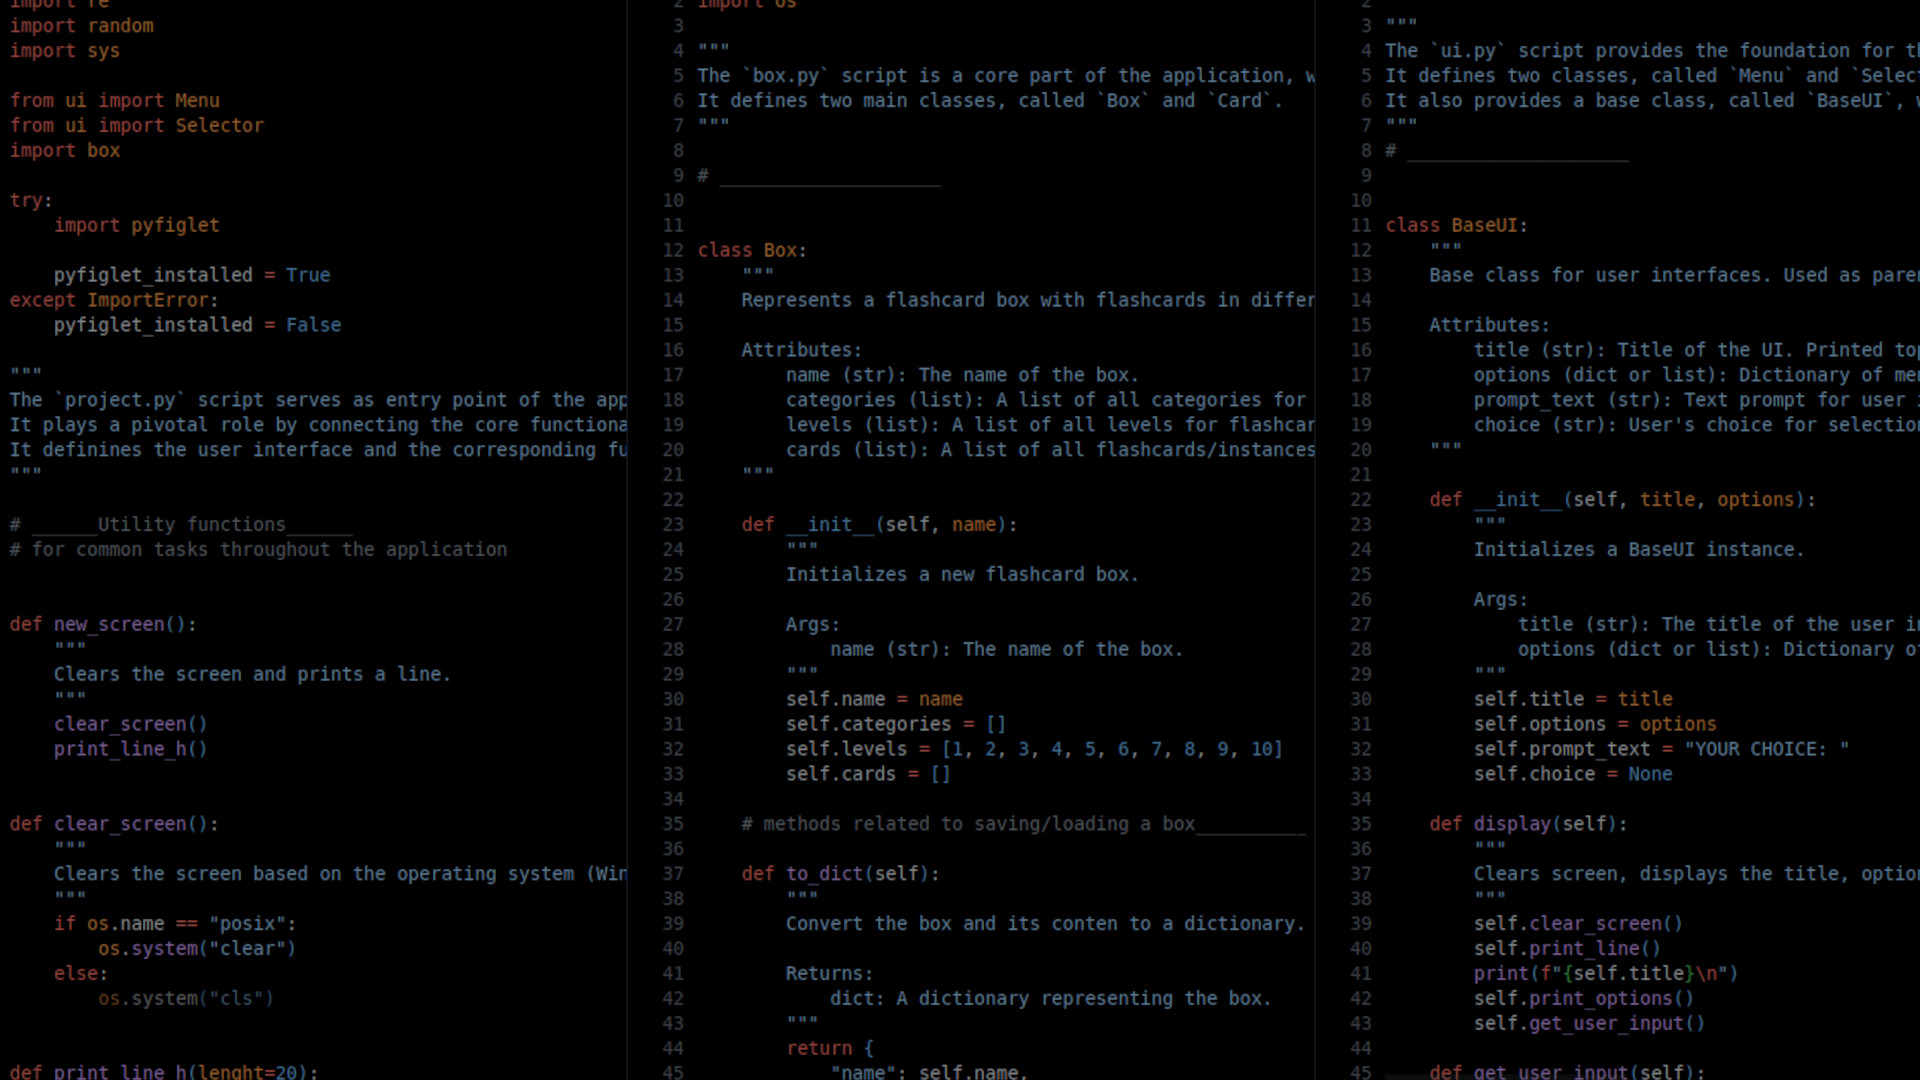 import re
import random
import sys
from ui import Menu
from ui import Selector
import box
try:
    import pyfiglet
    pyfiglet_installed = True
except ImportError:
    pyfiglet_installed = False
"""
The `project.py` script serves as entry point of the app
It plays a pivotal role by connecting the core functiona
It definines the user interface and the corresponding fu
"""
# ______Utility functions______
# for common tasks throughout the application
def new_screen():
    """
    Clears the screen and prints a line.
    """
    clear_screen()
    print_line_h()
def clear_screen():
    """
    Clears the screen based on the operating system (Win
    """
    if os.name == "posix":
        os.system("clear")
    else:
        os.system("cls")
def print_line_h(lenght=20):
2 import os
3
4 """
5 The `box.py` script is a core part of the application, w
6 It defines two main classes, called `Box` and `Card`.
7 """
8
9 # ____________________
10
11
12 class Box:
13     """
14     Represents a flashcard box with flashcards in differ
15
16     Attributes:
17         name (str): The name of the box.
18         categories (list): A list of all categories for
19         levels (list): A list of all levels for flashcar
20         cards (list): A list of all flashcards/instances
21     """
22
23     def __init__(self, name):
24         """
25         Initializes a new flashcard box.
26
27         Args:
28             name (str): The name of the box.
29         """
30         self.name = name
31         self.categories = []
32         self.levels = [1, 2, 3, 4, 5, 6, 7, 8, 9, 10]
33         self.cards = []
34
35     # methods related to saving/loading a box__________
36
37     def to_dict(self):
38         """
39         Convert the box and its conten to a dictionary.
40
41         Returns:
42             dict: A dictionary representing the box.
43         """
44         return {
45             "name": self.name,
2
3 """
4 The `ui.py` script provides the foundation for th
5 It defines two classes, called `Menu` and `Select
6 It also provides a base class, called `BaseUI`, w
7 """
8 # ____________________
9
10
11 class BaseUI:
12     """
13     Base class for user interfaces. Used as paren
14
15     Attributes:
16         title (str): Title of the UI. Printed top
17         options (dict or list): Dictionary of men
18         prompt_text (str): Text prompt for user i
19         choice (str): User's choice for selection
20     """
21
22     def __init__(self, title, options):
23         """
24         Initializes a BaseUI instance.
25
26         Args:
27             title (str): The title of the user in
28             options (dict or list): Dictionary of
29         """
30         self.title = title
31         self.options = options
32         self.prompt_text = "YOUR CHOICE: "
33         self.choice = None
34
35     def display(self):
36         """
37         Clears screen, displays the title, option
38         """
39         self.clear_screen()
40         self.print_line()
41         print(f"{self.title}\n")
42         self.print_options()
43         self.get_user_input()
44
45     def get_user_input(self):